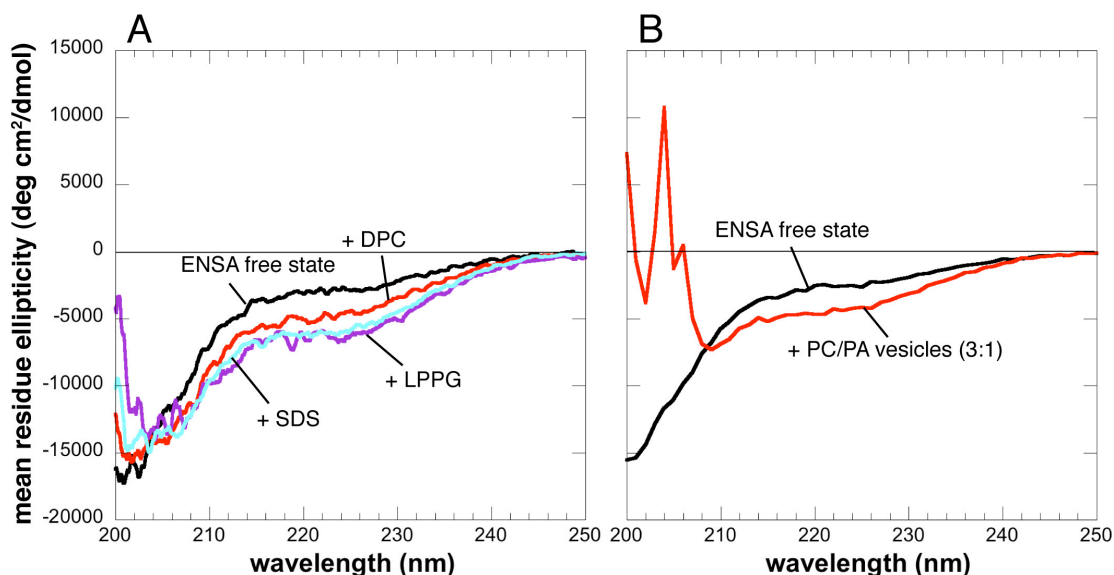 A
B
mean residue ellipticity (deg cm²/dmol)
15000
10000
5000
0
-5000
-10000
-15000
-20000
+ DPC
ENSA free state
+ LPPG
+ SDS
200
210
220
230
240
250
wavelength (nm)
ENSA free state
+ PC/PA vesicles (3:1)
200
210
220
230
240
250
wavelength (nm)